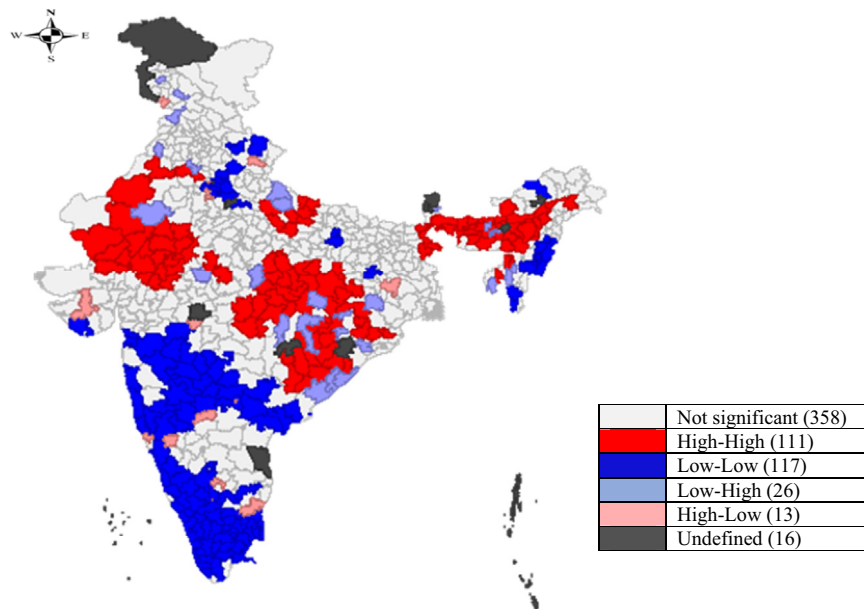 N
W E
S
Not significant (358)
High-High (111)
Low-Low (117)
Low-High (26)
High-Low (13)
Undefined (16)